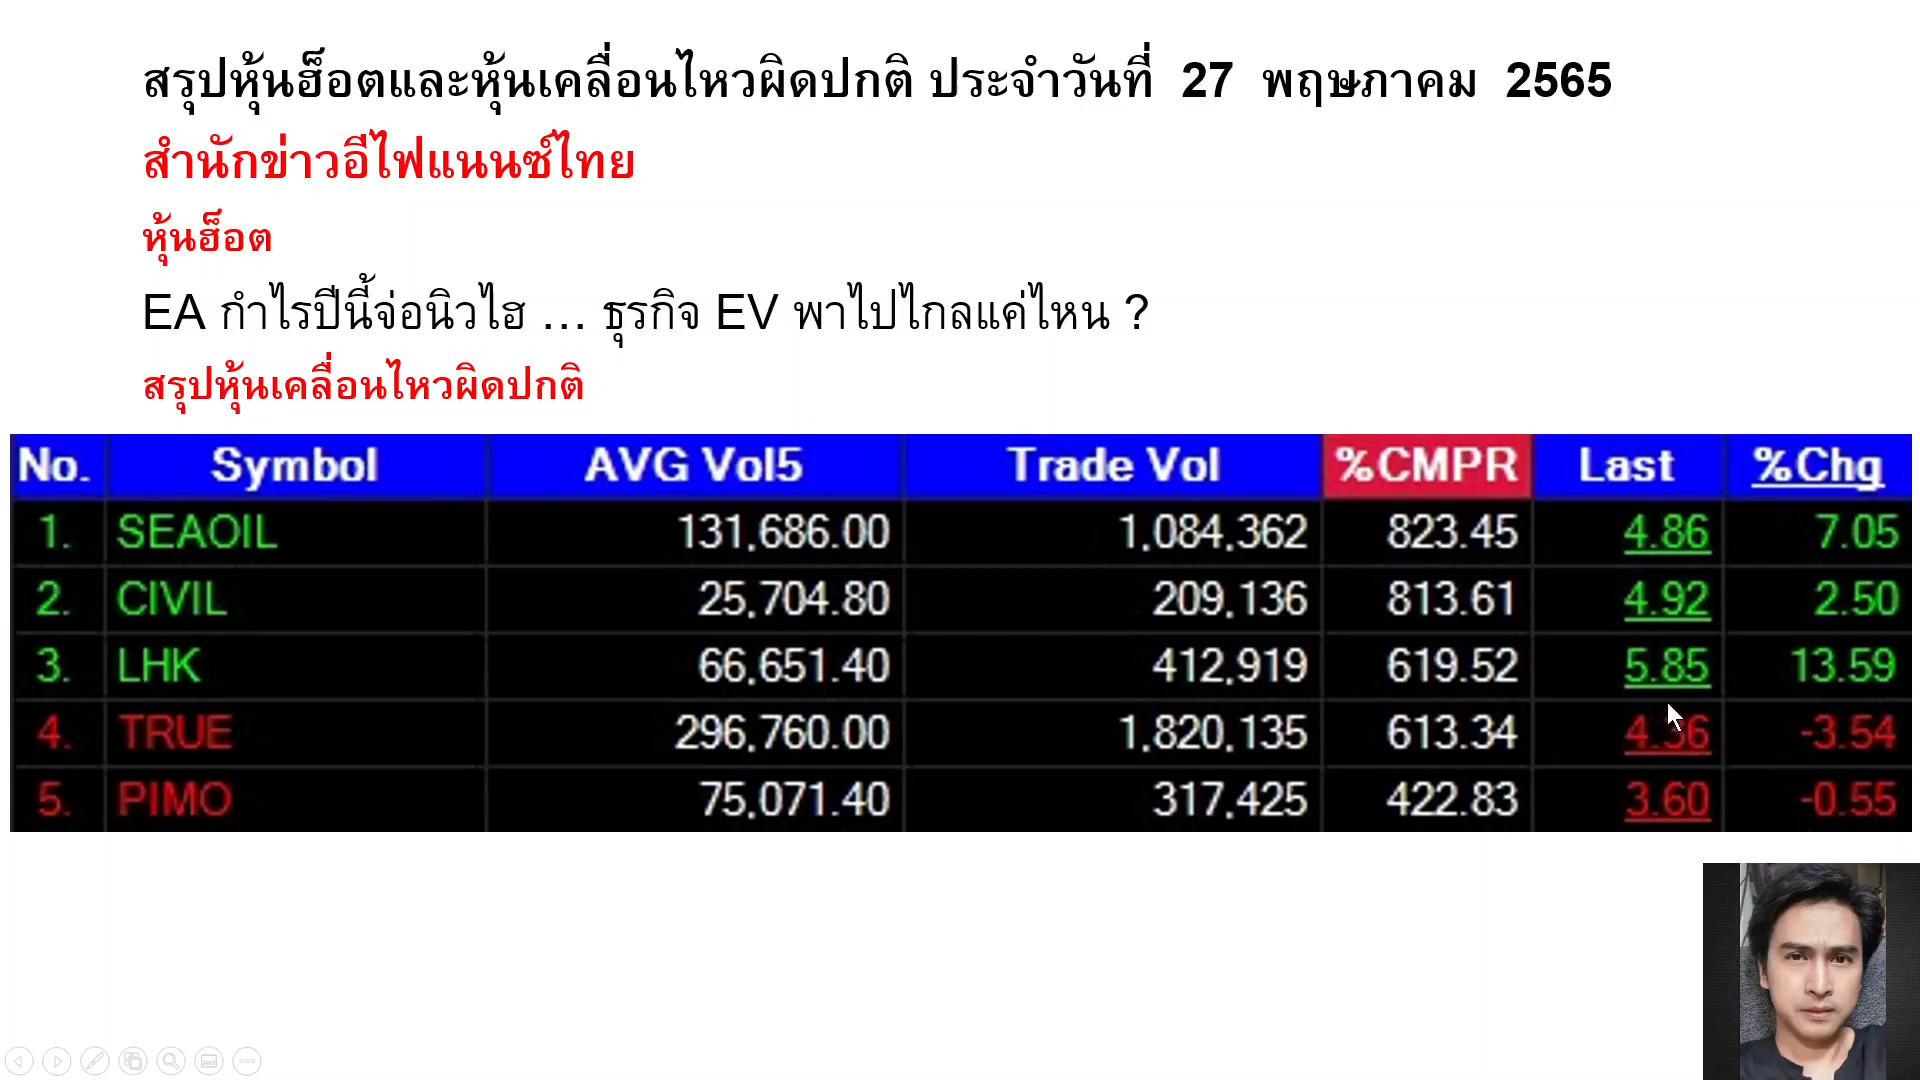 สรุปหุ้นฮ็อตและหุ้นเคลื่อนไหวผิดปกติ ประจำวันที่ 27 พฤษภาคม 2565
สำนักข่าวอีไฟแนนซ์ไทย
หุ้นฮ็อต
EA กำไรปีนี้จ่อนิวไฮ ... ธุรกิจ EV พาไปไกลแค่ไหน ?
สรุปหุ้นเคลื่อนไหวผิดปกติ
No. Symbol AVG Vol5 Trade Vol %CMPR Last %Chg
1. SEAOIL 131,686.00 1,084,362 823.45 4.86 7.05
2. CIVIL 25,704.80 209,136 813.61 4.92 2.50
3. LHK 66,651.40 412,919 619.52 5.85 13.59
4. TRUE 296,760.00 1,820,135 613.34 4.36 -3.54
5. PIMO 75,071.40 317,425 422.83 3.60 -0.55